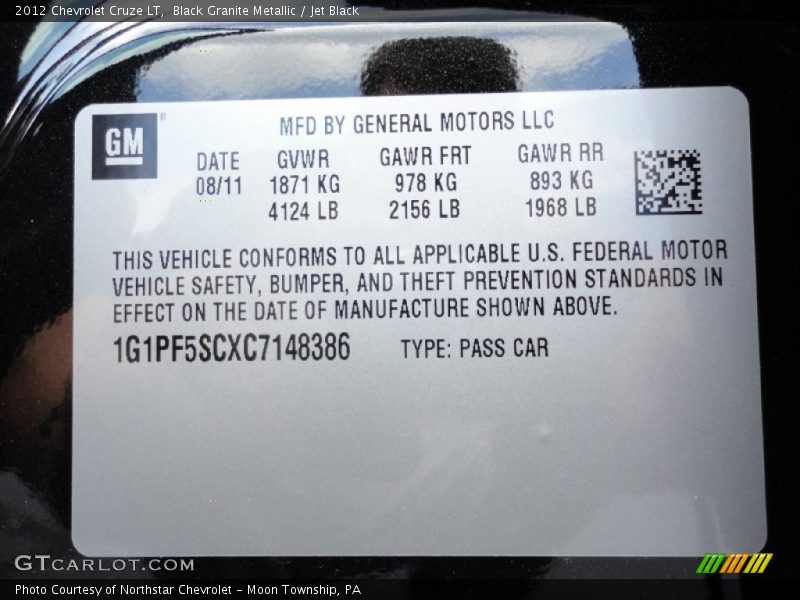 2012 Chevrolet Cruze LT, Black Granite Metallic / Jet Black
MFD BY GENERAL MOTORS LLC
GM®
DATE GVWR GAWR FRT GAWR RR
08/11 1871 KG 978 KG 893 KG
4124 LB 2156 LB 1968 LB
THIS VEHICLE CONFORMS TO ALL APPLICABLE U.S. FEDERAL MOTOR
VEHICLE SAFETY, BUMPER, AND THEFT PREVENTION STANDARDS IN
EFFECT ON THE DATE OF MANUFACTURE SHOWN ABOVE.
1G1PF5SCXC7148386 TYPE: PASS CAR
GTCARLOT.COM
Photo Courtesy of Northstar Chevrolet - Moon Township, PA